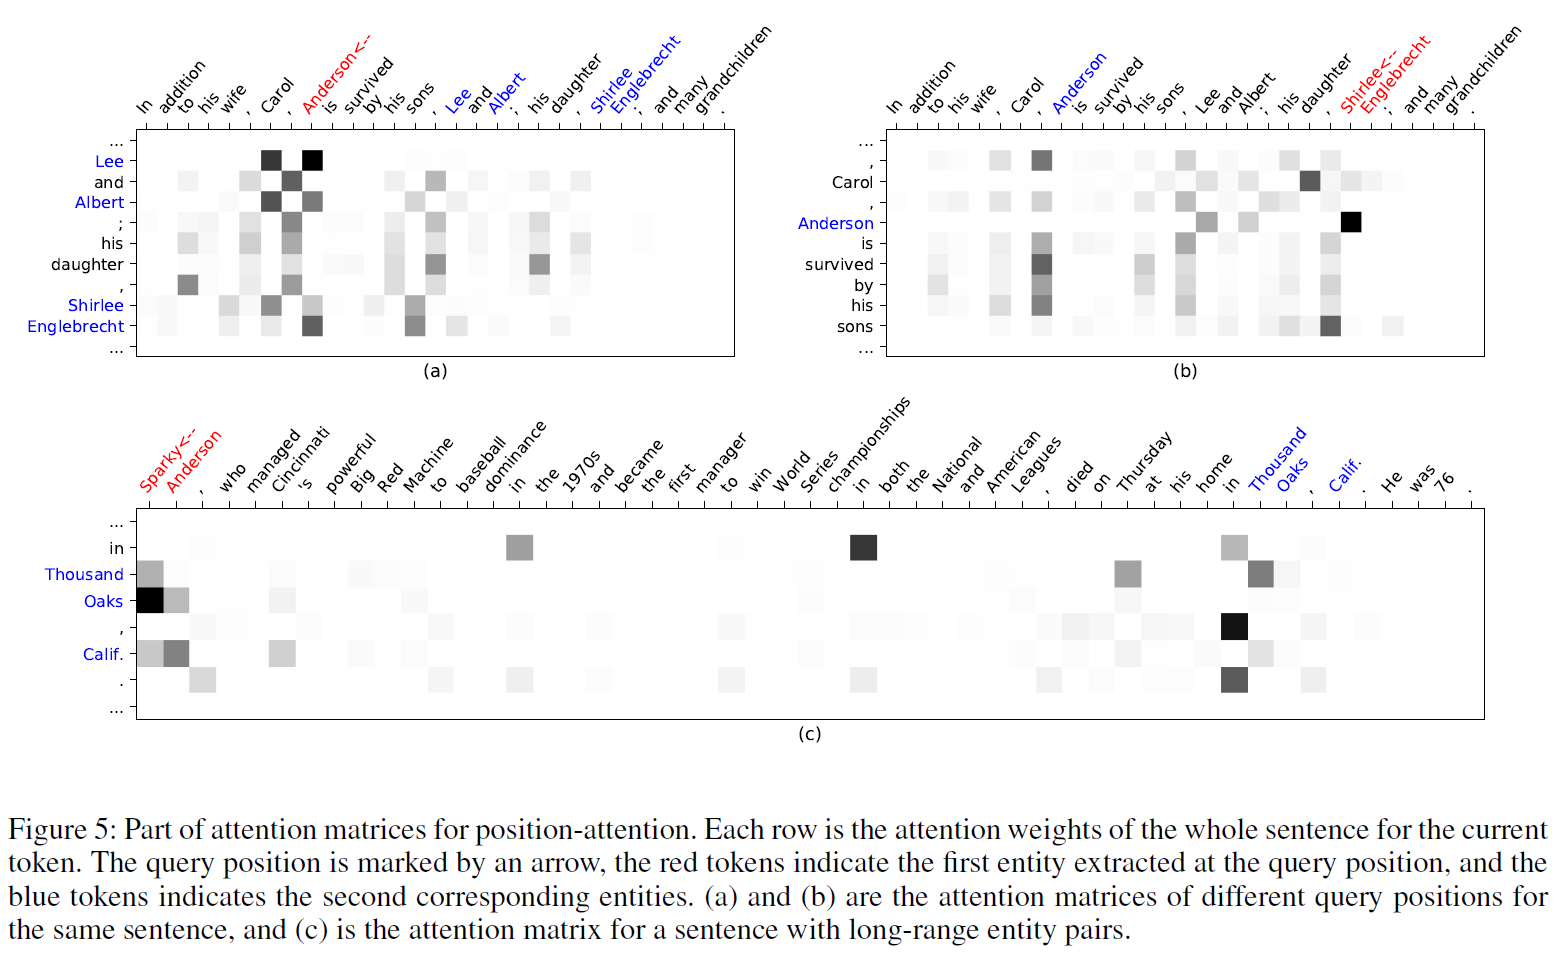 In addition to his wife , Carol , Anderson<-- is survived by his sons , Lee and Albert ; his daughter , Shirlee Englebrecht , and many grandchildren .
...
Lee
and
Albert
;
his
daughter
,
Shirlee
Englebrecht
...
(a)
In addition to his wife , Carol , Anderson is survived by his sons , Lee and Albert ; his daughter , Shirlee<-- Englebrecht , and many grandchildren .
...
,
Carol
,
Anderson
is
survived
by
his
sons
...
(b)
Sparky<-- Anderson , who managed Cincinnati 's powerful Big Red Machine to baseball dominance in the 1970s and became the first manager to win World Series championships in both the National and American Leagues , died on Thursday at his home in Thousand Oaks , Calif. . He was 76 .
...
in
Thousand
Oaks
,
Calif.
.
...
(c)
Figure 5: Part of attention matrices for position-attention. Each row is the attention weights of the whole sentence for the current
token. The query position is marked by an arrow, the red tokens indicate the first entity extracted at the query position, and the
blue tokens indicates the second corresponding entities. (a) and (b) are the attention matrices of different query positions for
the same sentence, and (c) is the attention matrix for a sentence with long-range entity pairs.